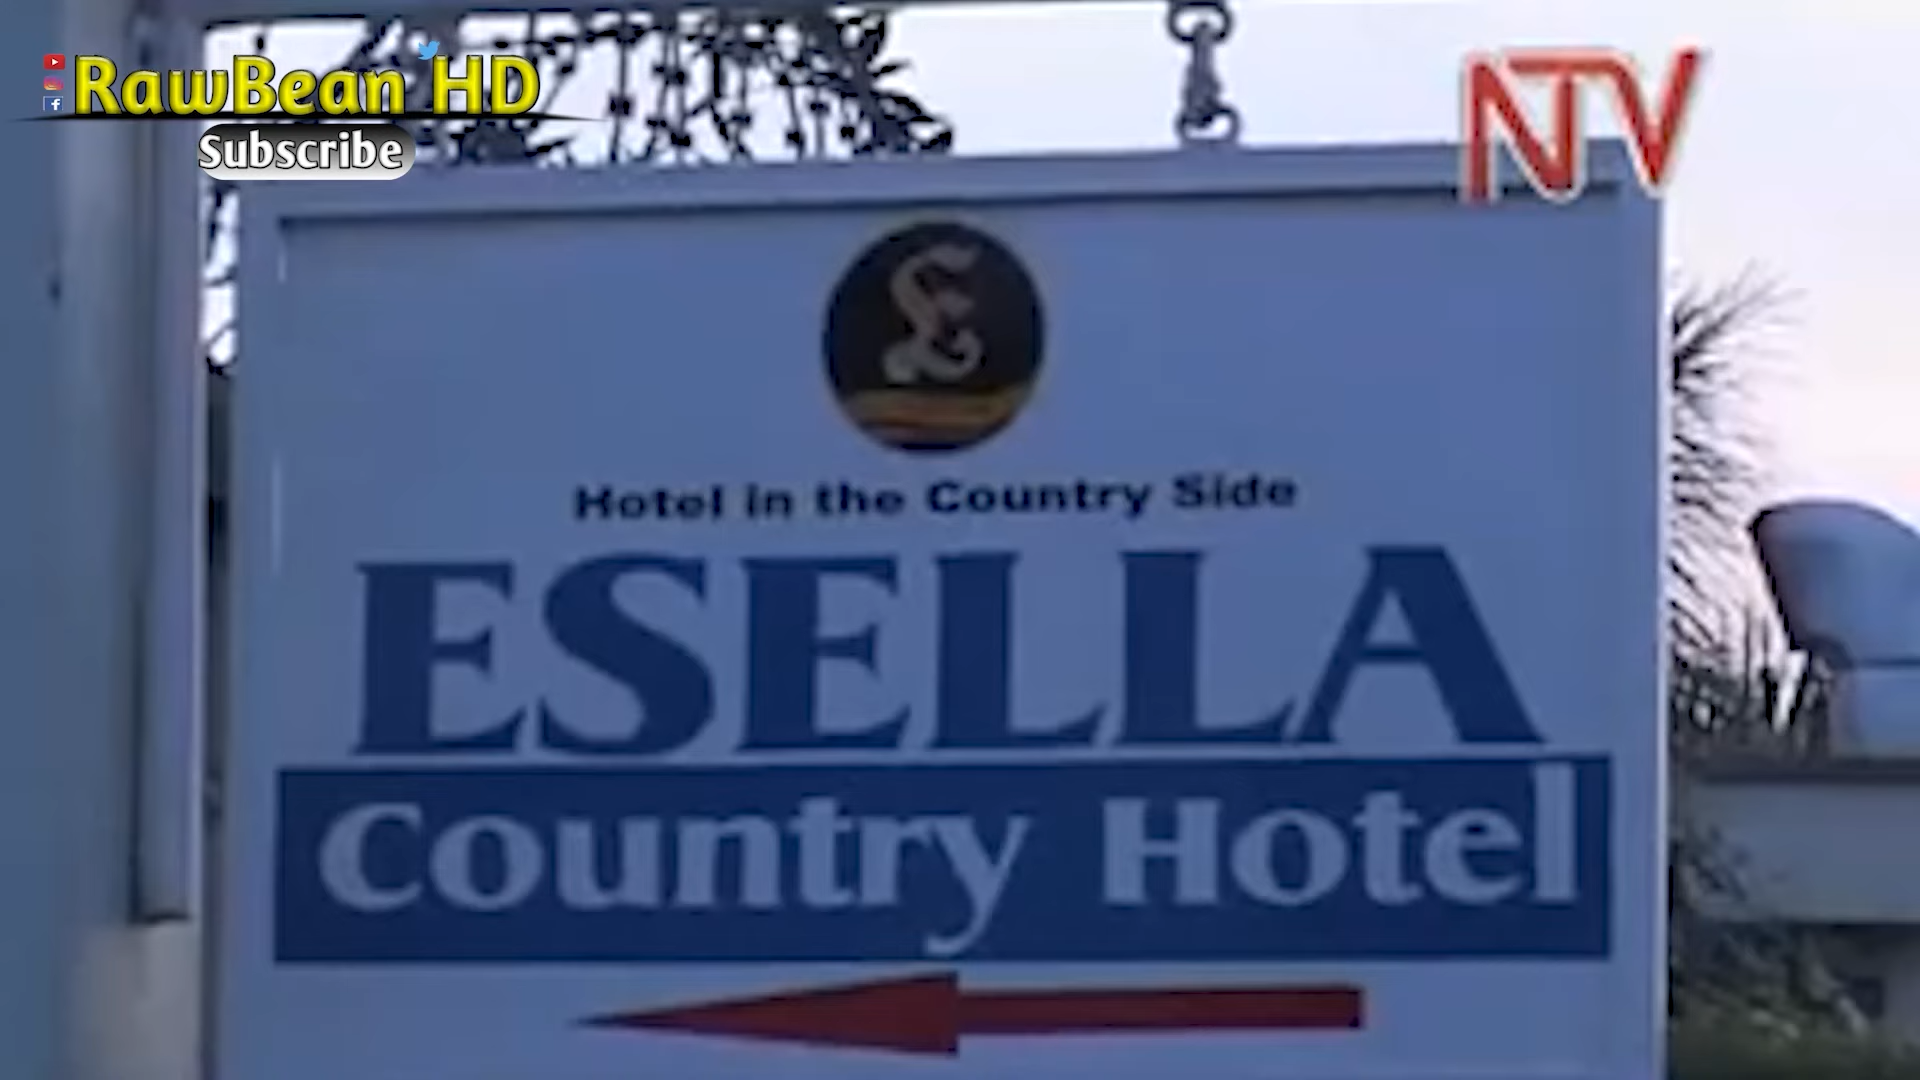 RawBean HD
Subscribe
NTV
Hotel in the Country Side
ESELLA
Country Hotel